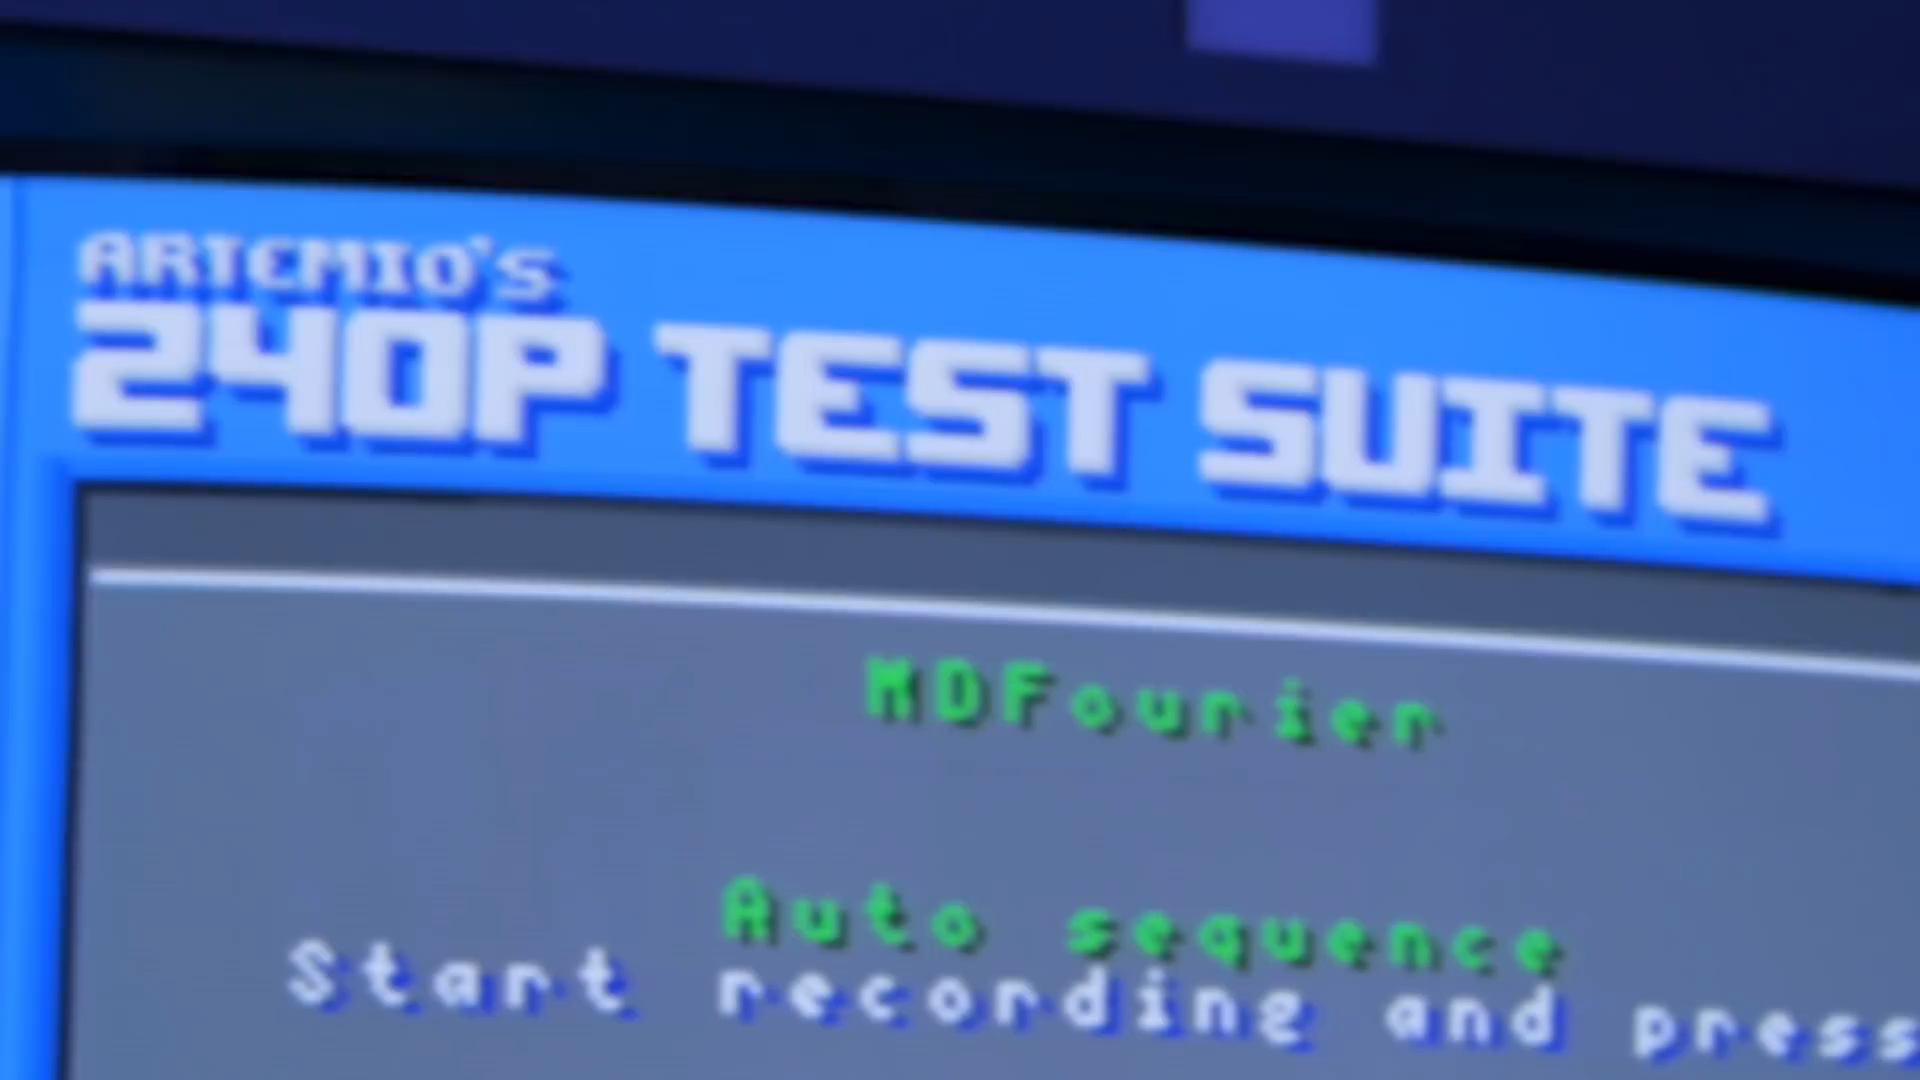 ARTEMIO'S
240P TEST SUITE
MDFourier
Auto sequence
Start recording and press